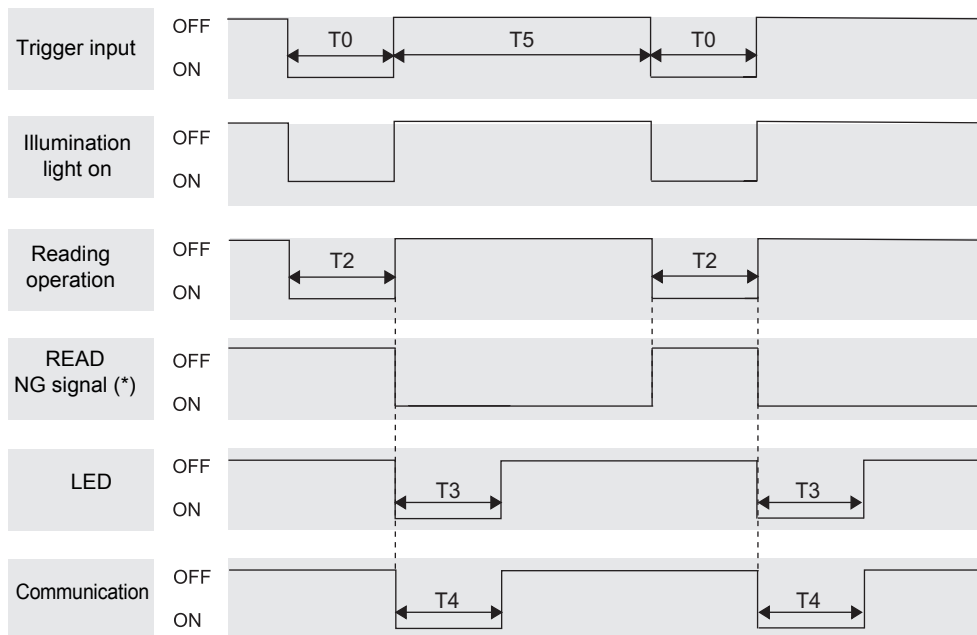 Trigger input
OFF
ON
T0
T5
T0
Illumination
light on
OFF
ON
Reading
operation
OFF
ON
T2
T2
READ
NG signal (*)
OFF
ON
LED
OFF
ON
T3
T3
Communication
OFF
ON
T4
T4